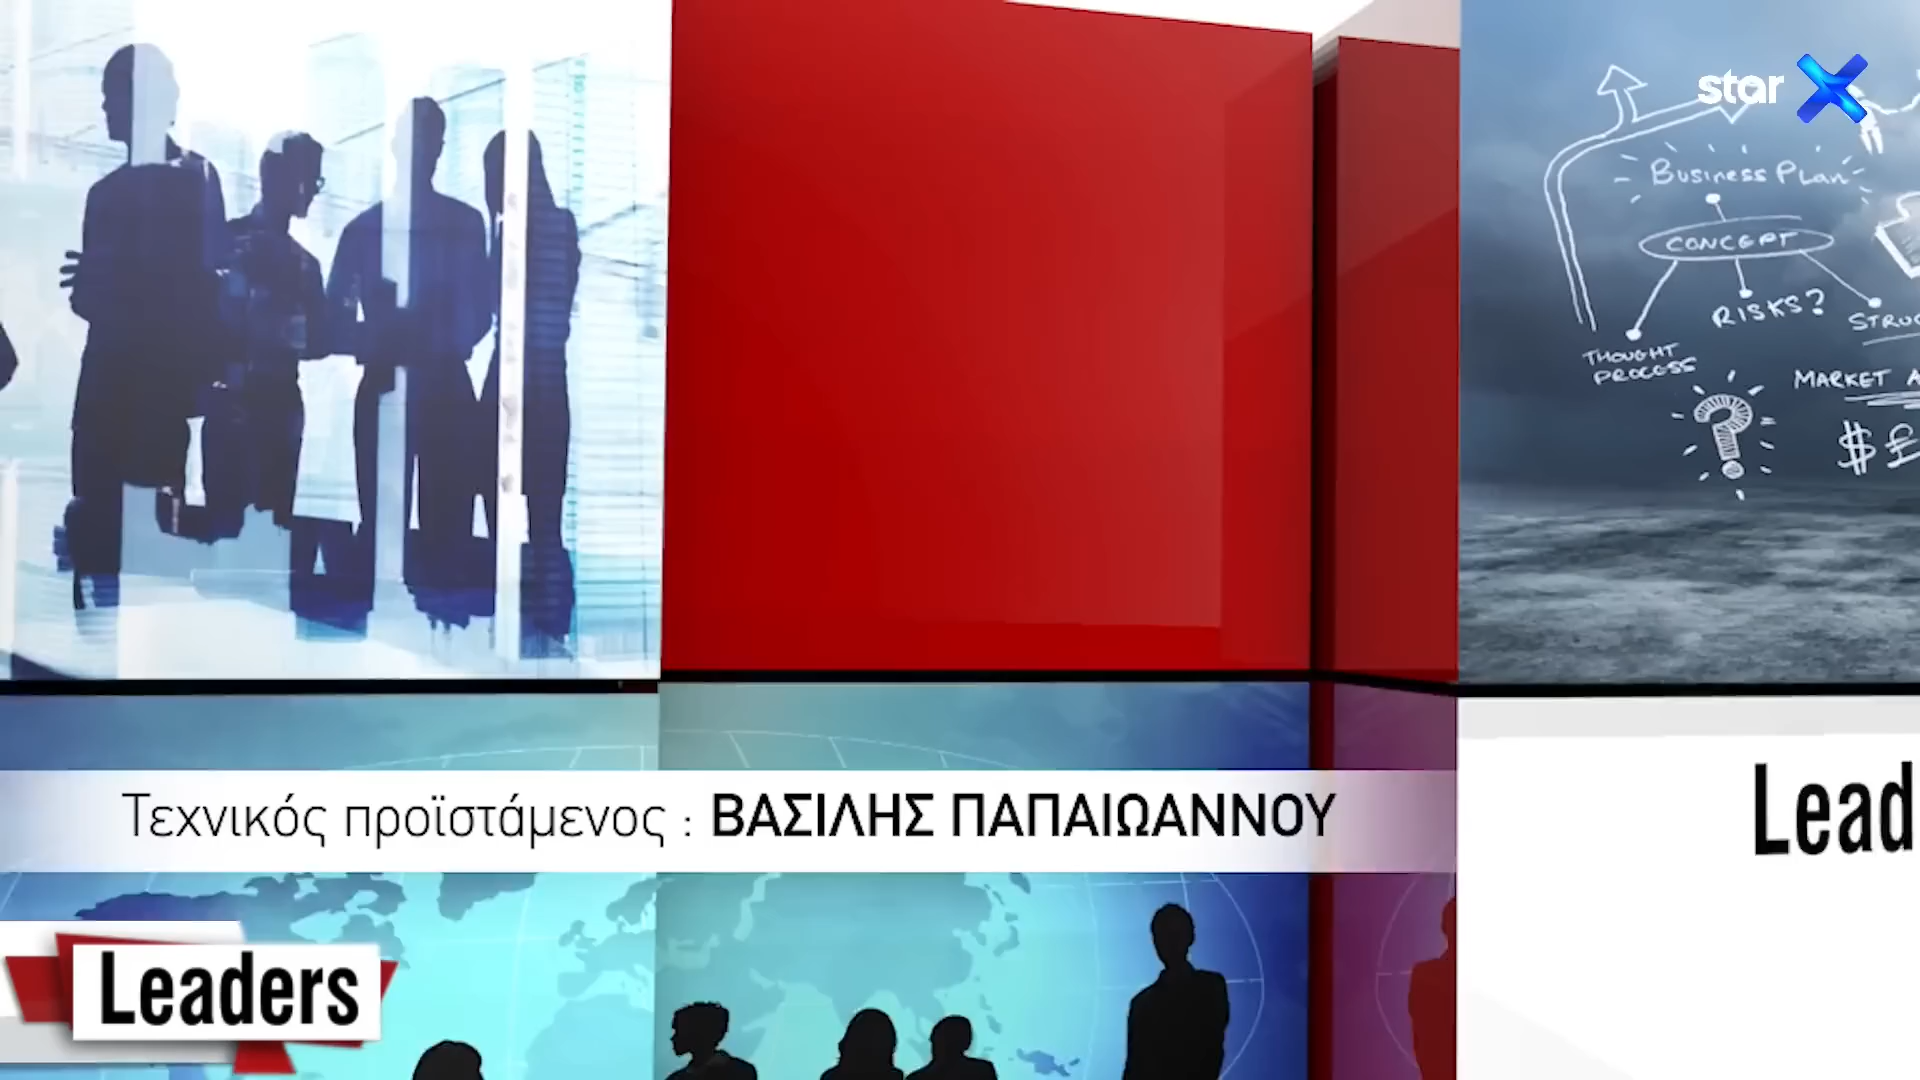 star X
Business Plan
CONCEPT
RISKS?
THOUGHT
PROCESS
MARKET
$ £
Τεχνικός προϊστάμενος : ΒΑΣΙΛΗΣ ΠΑΠΑΙΩΑΝΝΟΥ
Lead
Leaders